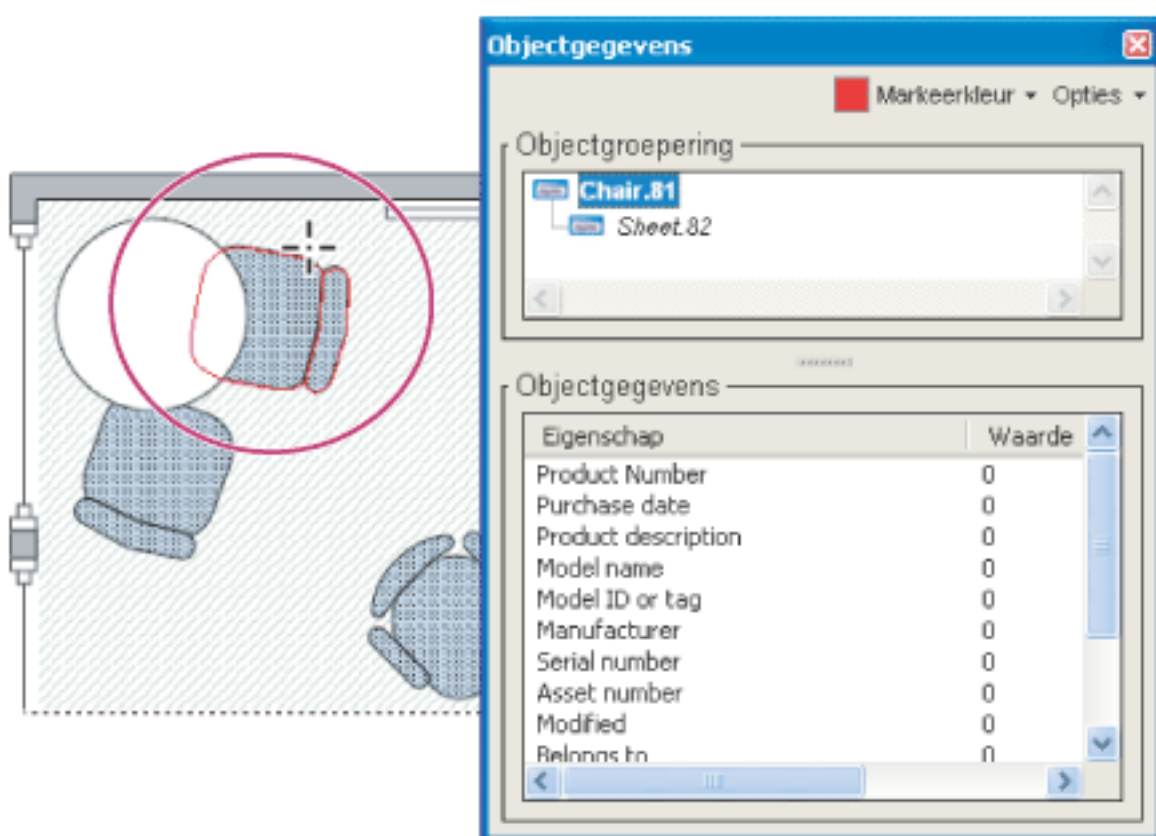 Objectgegevens
Markeerkleur Opties
Objectgroepering
Chair.81
Sheet.82
Objectgegevens
Eigenschap Waarde
Product Number 0
Purchase date 0
Product description 0
Model name 0
Model ID or tag 0
Manufacturer 0
Serial number 0
Asset number 0
Modified 0
Belongs to 0